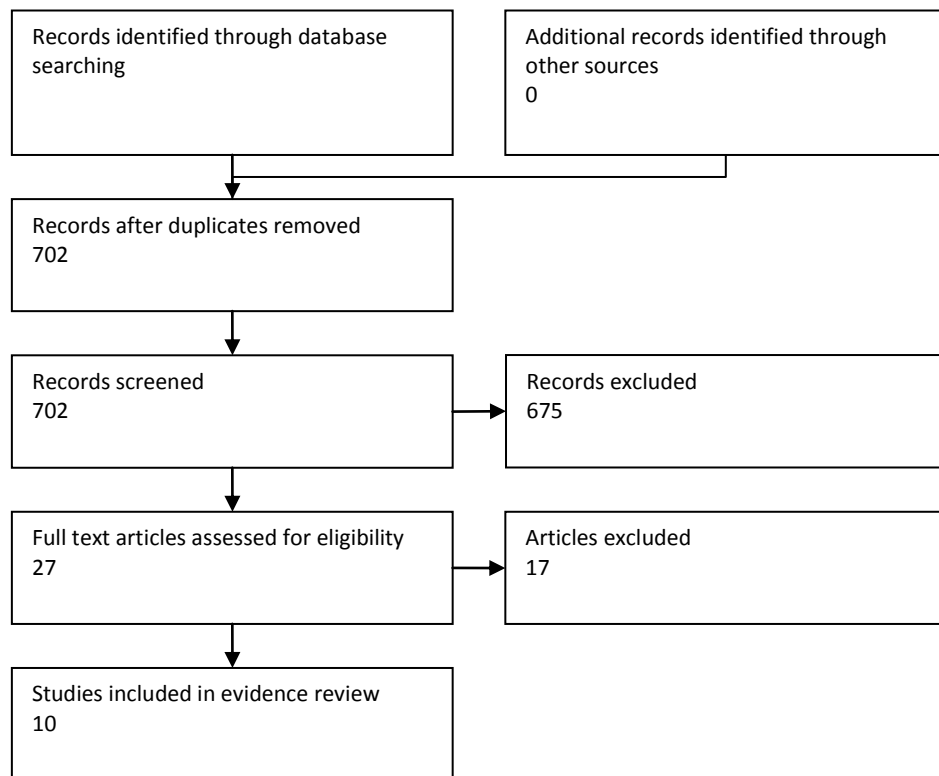 Records identified through database
searching
Additional records identified through
other sources
0
Records after duplicates removed
702
Records screened
702
Records excluded
675
Full text articles assessed for eligibility
27
Articles excluded
17
Studies included in evidence review
10